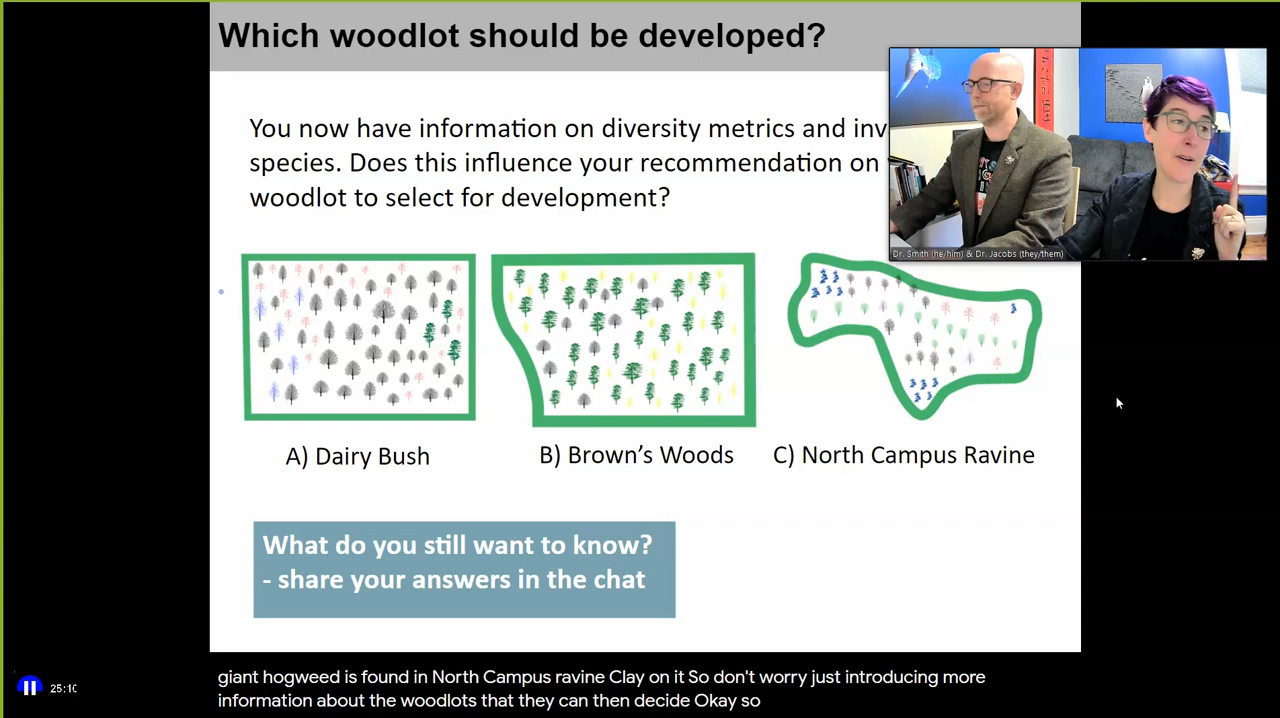 Which woodlot should be developed?
You now have information on diversity metrics and inv
species. Does this influence your recommendation on
woodlot to select for development?
Dr. Smith (he/him) & Dr. Jacobs (they/them)
A) Dairy Bush
B) Brown’s Woods
C) North Campus Ravine
What do you still want to know?
- share your answers in the chat
giant hogweed is found in North Campus ravine Clay on it So don't worry just introducing more
information about the woodlots that they can then decide Okay so
25:10